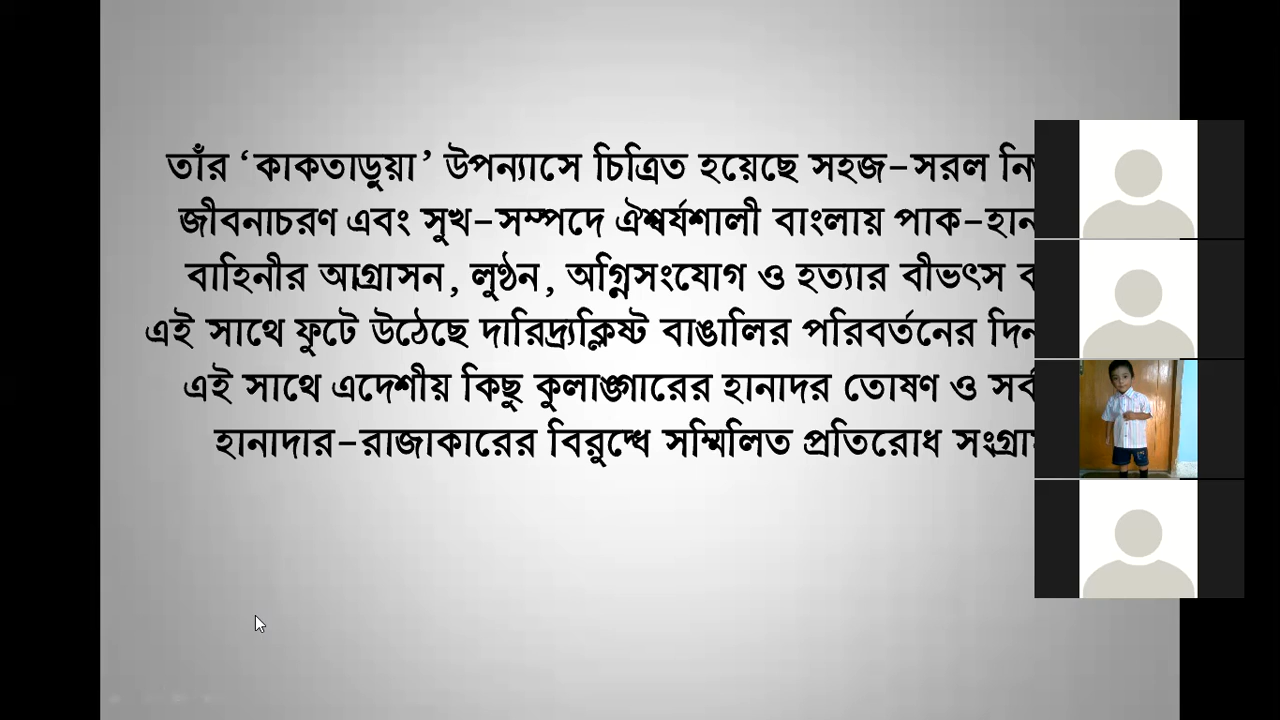 তাঁর ‘কাকতাড়ুয়া’ উপন্যাসে চিত্রিত হয়েছে সহজ-সরল
জীবনাচরণ এবং সুখ-সম্পদে ঐশ্বর্যশালী বাংলায় পাক-হান
বাহিনীর আগ্রাসন, লুণ্ঠন, অগ্নিসংযোগ ও হত্যার বীভৎস
এই সাথে ফুটে উঠেছে দারিদ্র্যক্লিষ্ট বাঙালির পরিবর্তনের দিন
এই সাথে এদেশীয় কিছু কুলাঙ্গারের হানাদর তোষণ ও
হানাদার-রাজাকারের বিরুদ্ধে সম্মিলিত প্রতিরোধ